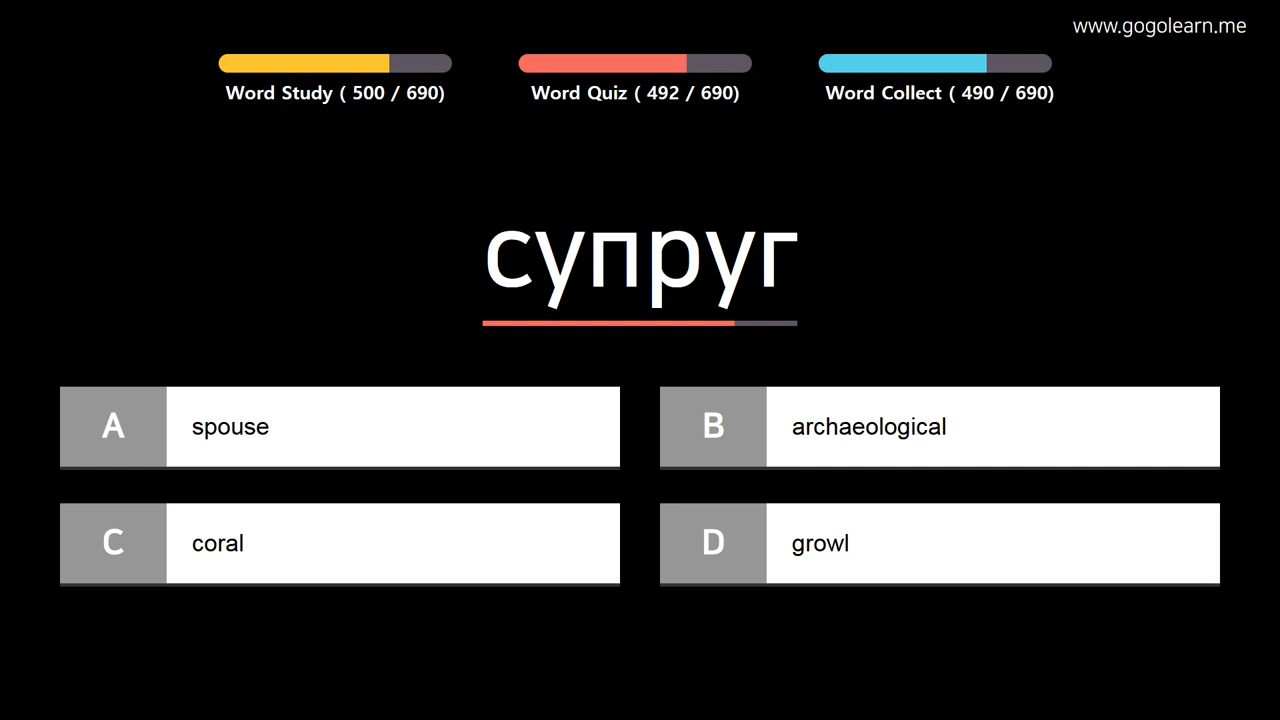 www.gogolearn.me
Word Study ( 500 / 690)
Word Quiz ( 492 / 690)
Word Collect ( 490 / 690)
супруг
A spouse
B archaeological
C coral
D growl